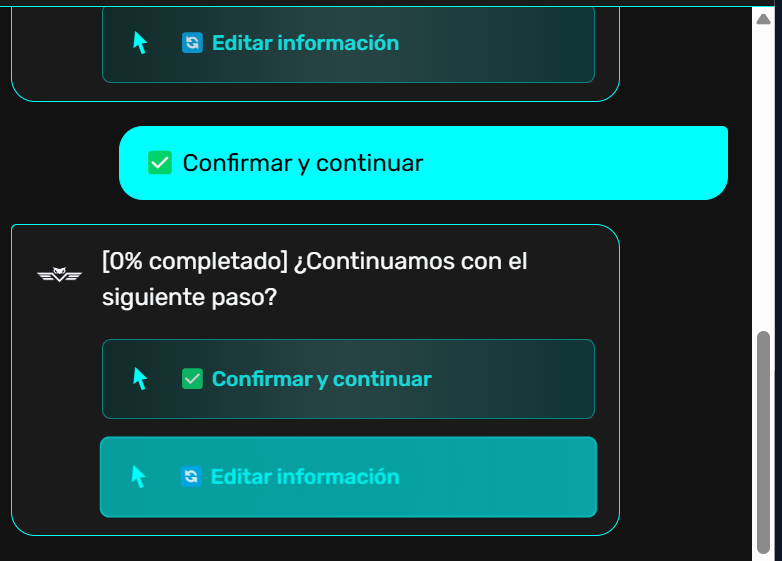 Editar información
Confirmar y continuar
[0% completado] ¿Continuamos con el
siguiente paso?
Confirmar y continuar
Editar información